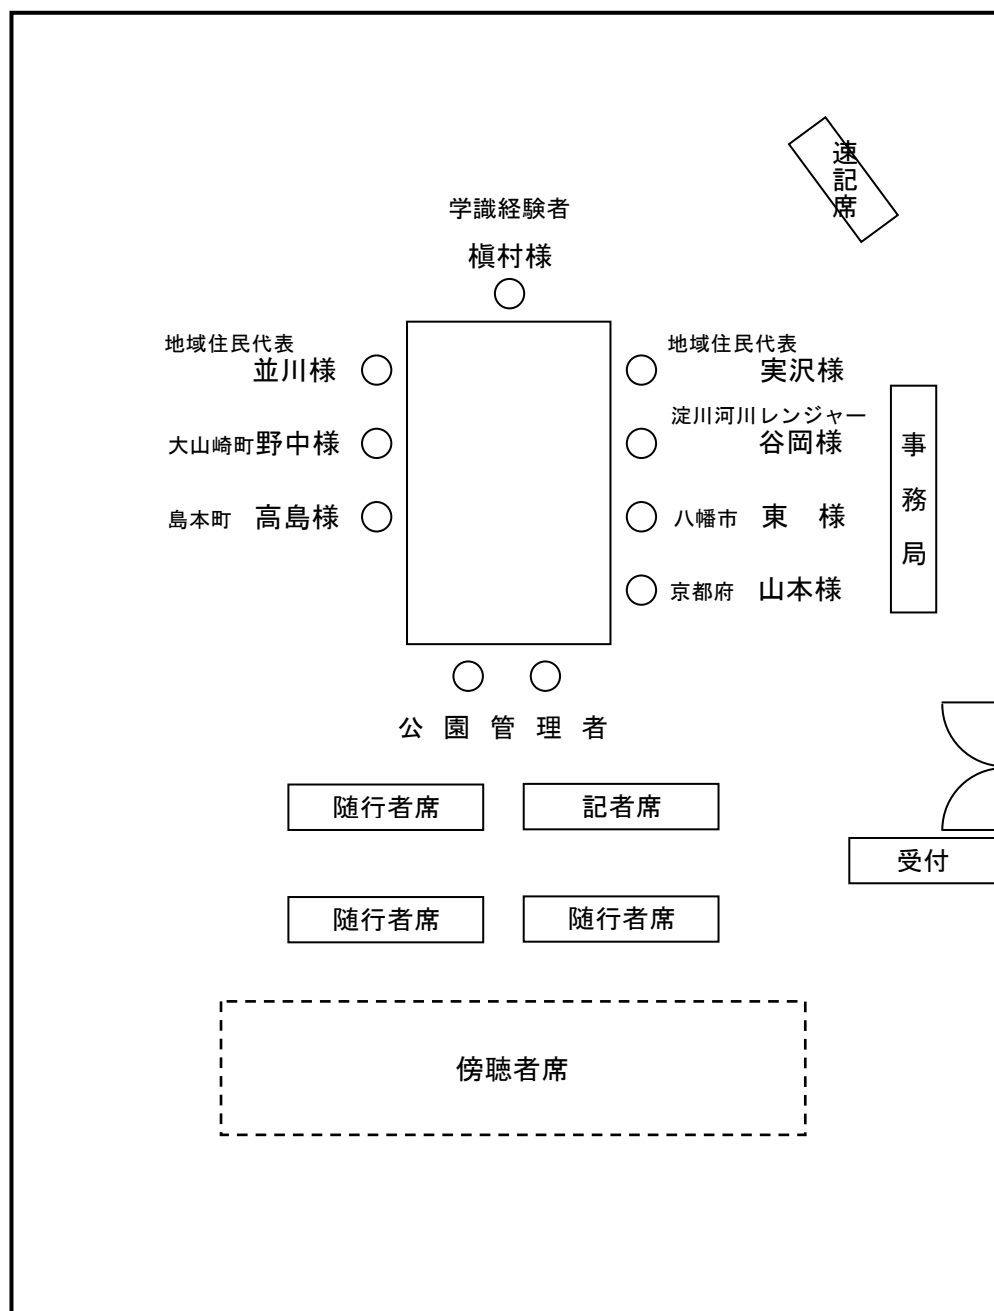 速記席
学識経験者
槇村様
地域住民代表
並川様
大山崎町野中様
島本町 高島様
地域住民代表
実沢様
淀川河川レンジャー
谷岡様
八幡市 東　様
京都府 山本様
事務局
公園管理者
随行者席
記者席
受付
随行者席
随行者席
傍聴者席